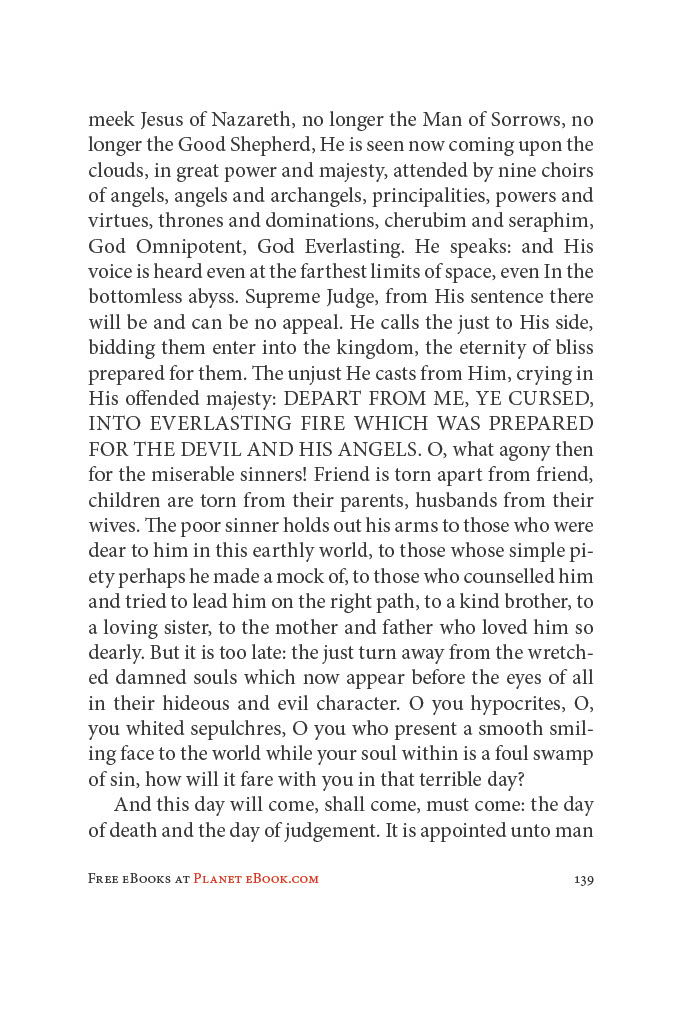 meek Jesus of Nazareth, no longer the Man of Sorrows, no
longer the Good Shepherd, He is seen now coming upon the
clouds, in great power and majesty, attended by nine choirs
of angels, angels and archangels, principalities, powers and
virtues, thrones and dominations, cherubim and seraphim,
God Omnipotent, God Everlasting. He speaks: and His
voice is heard even at the farthest limits of space, even In the
bottomless abyss. Supreme Judge, from His sentence there
will be and can be no appeal. He calls the just to His side,
bidding them enter into the kingdom, the eternity of bliss
prepared for them. The unjust He casts from Him, crying in
His offended majesty: DEPART FROM ME, YE CURSED,
INTO EVERLASTING FIRE WHICH WAS PREPARED
FOR THE DEVIL AND HIS ANGELS. O, what agony then
for the miserable sinners! Friend is torn apart from friend,
children are torn from their parents, husbands from their
wives. The poor sinner holds out his arms to those who were
dear to him in this earthly world, to those whose simple pi-
ety perhaps he made a mock of, to those who counselled him
and tried to lead him on the right path, to a kind brother, to
a loving sister, to the mother and father who loved him so
dearly. But it is too late: the just turn away from the wretch-
ed damned souls which now appear before the eyes of all
in their hideous and evil character. O you hypocrites, O,
you whited sepulchres, O you who present a smooth smil-
ing face to the world while your soul within is a foul swamp
of sin, how will it fare with you in that terrible day?
And this day will come, shall come, must come: the day
of death and the day of judgement. It is appointed unto man
Free eBooks at Planet eBook.com 139